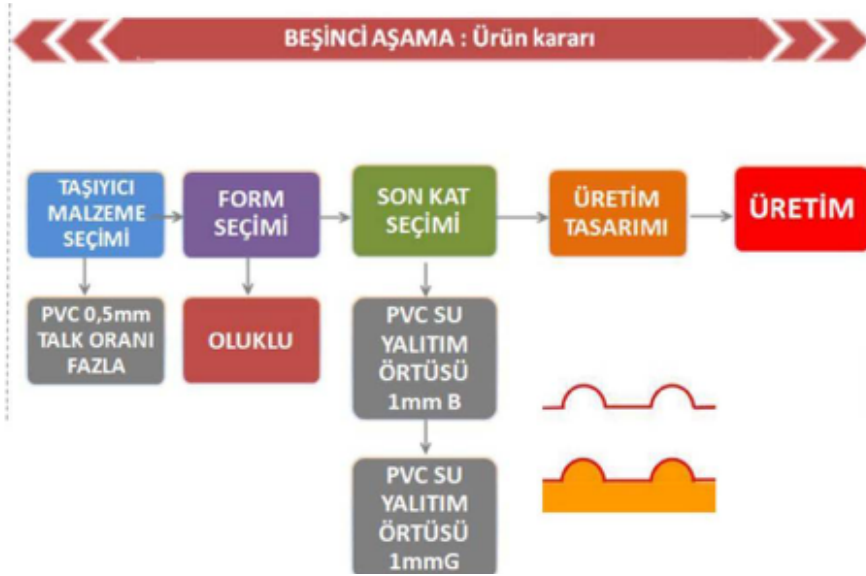 BEŞİNCİ AŞAMA : Ürün kararı
TAŞIYICI
MALZEME
SEÇİMİ
FORM
SEÇİMİ
SON KAT
SEÇİMİ
ÜRETİM
TASARIMI
ÜRETİM
PVC 0,5mm
TALK ORANI
FAZLA
OLUKLU
PVC SU
YALITIM
ÖRTÜSÜ
1mm B
PVC SU
YALITIM
ÖRTÜSÜ
1mmG